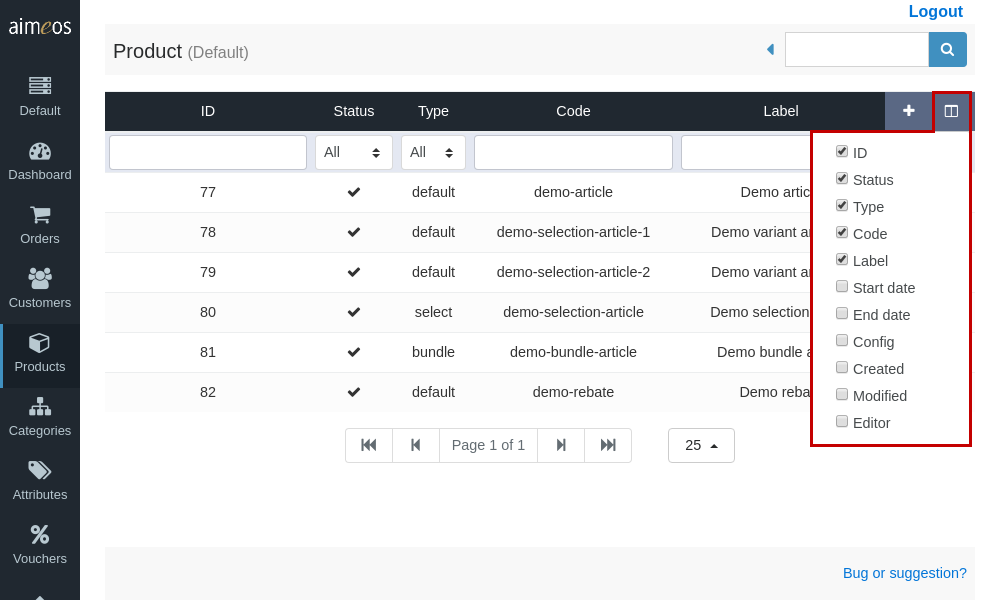 Logout
aimeos
Product (Default)
Default
Dashboard
Orders
Customers
Products
Categories
Attributes
Vouchers
ID Status Type Code Label
All All
77 default demo-article Demo artic
78 default demo-selection-article-1 Demo variant a
79 default demo-selection-article-2 Demo variant a
80 select demo-selection-article Demo selection
81 bundle demo-bundle-article Demo bundle a
82 default demo-rebate Demo reba
ID
Status
Type
Code
Label
Start date
End date
Config
Created
Modified
Editor
Page 1 of 1 25
Bug or suggestion?